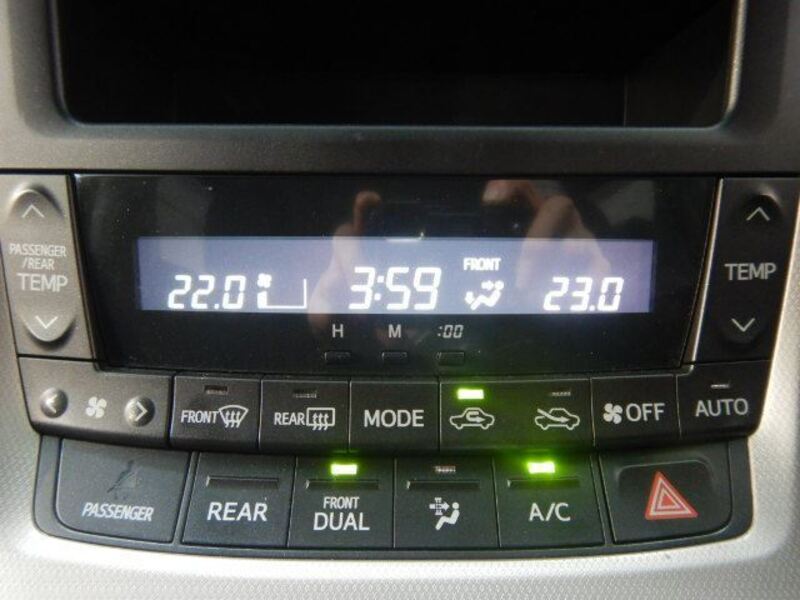 PASSENGER
/REAR
TEMP
22.0 3:59 FRONT 23.0
H M :00
TEMP
FRONT REAR MODE OFF AUTO
PASSENGER
REAR
FRONT
DUAL
A/C